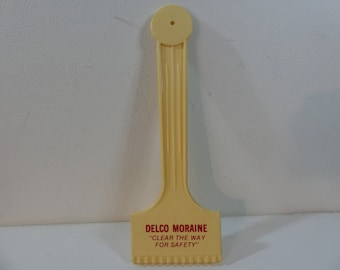 DELCO MORAINE
"CLEAR THE WAY
FOR SAFETY"